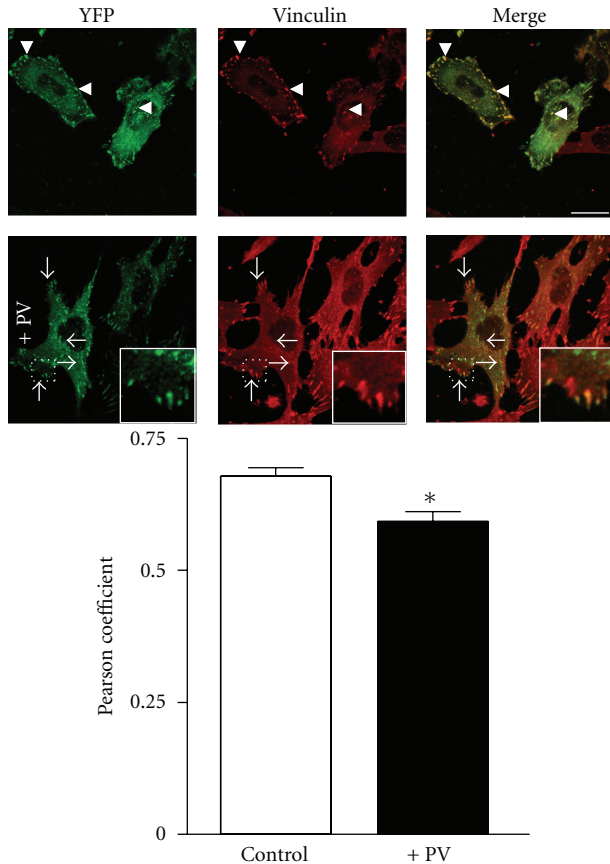 YFP
Vinculin
Merge
+ PV
0.75
0.5
0.25
0
Pearson coefficient
*
Control
+ PV